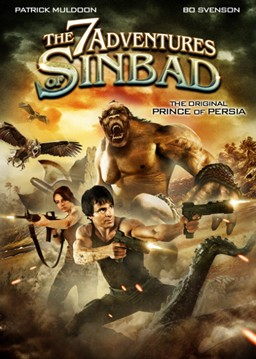 PATRICK MULDOON BO SVENSON
THE 7 ADVENTURES
OF SINBAD
THE ORIGINAL
PRINCE OF PERSIA